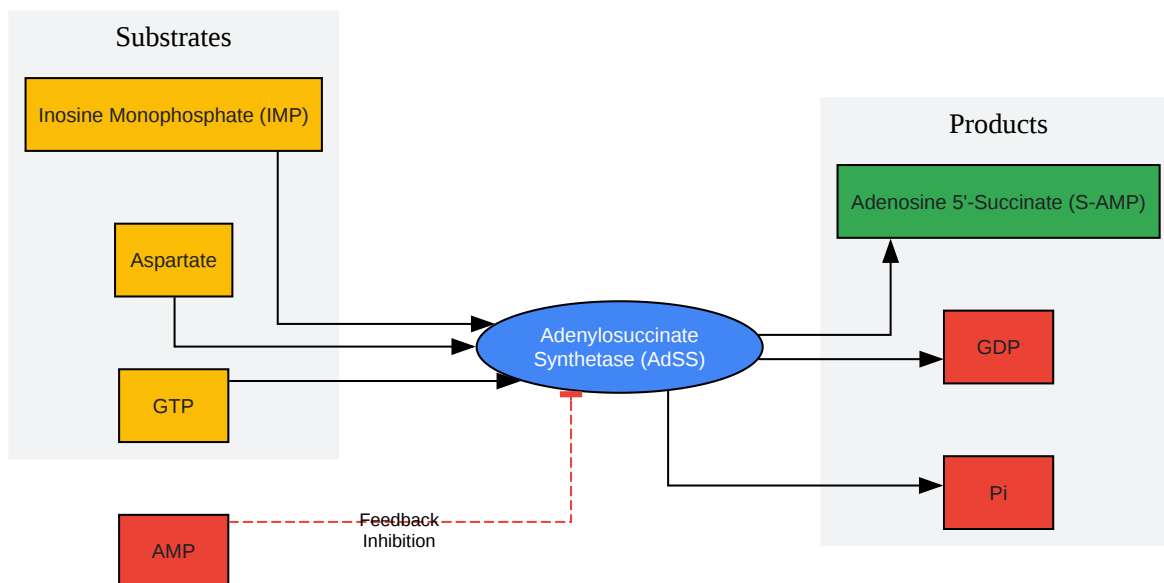 Substrates
Inosine Monophosphate (IMP)
Aspartate
GTP
AMP
Feedback
Inhibition
Adenylosuccinate
Synthetase (AdSS)
Products
Adenosine 5'-Succinate (S-AMP)
GDP
Pi